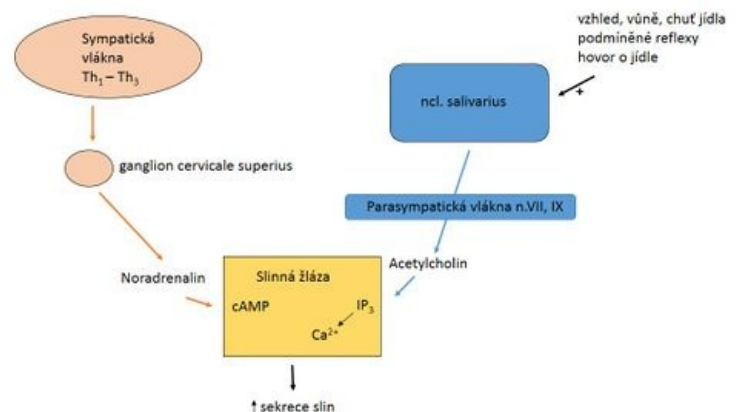 Sympatická
vlákna
Th₁ – Th₃
ganglion cervicale superius
Noradrenalin
vzhled, vůně, chuť jídla
podmíněné reflexy
hovor o jídle
+
ncl. salivarius
Parasympatická vlákna n.VII, IX
Acetylcholin
Slinná žláza
cAMP
IP₃
Ca²⁺
↑ sekrece slin